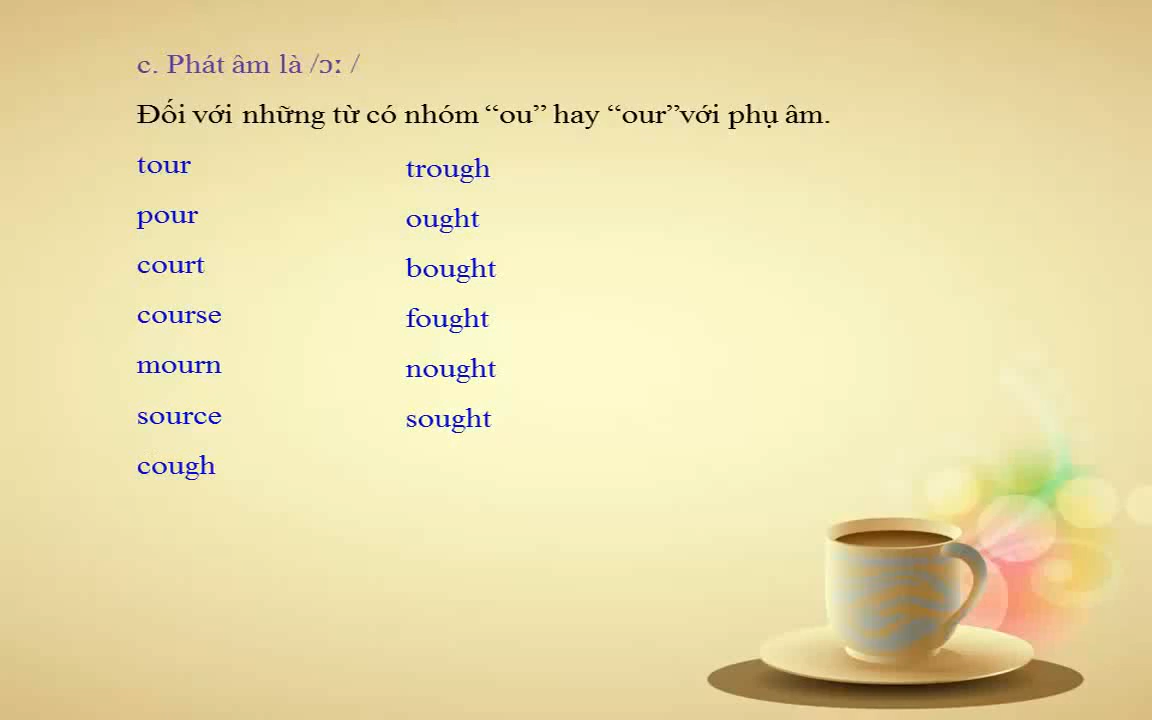 c. Phát âm là /ɔː /
Đối với những từ có nhóm “ou” hay “our”với phụ âm.
tour
pour
court
course
mourn
source
cough
trough
ought
bought
fought
nought
sought